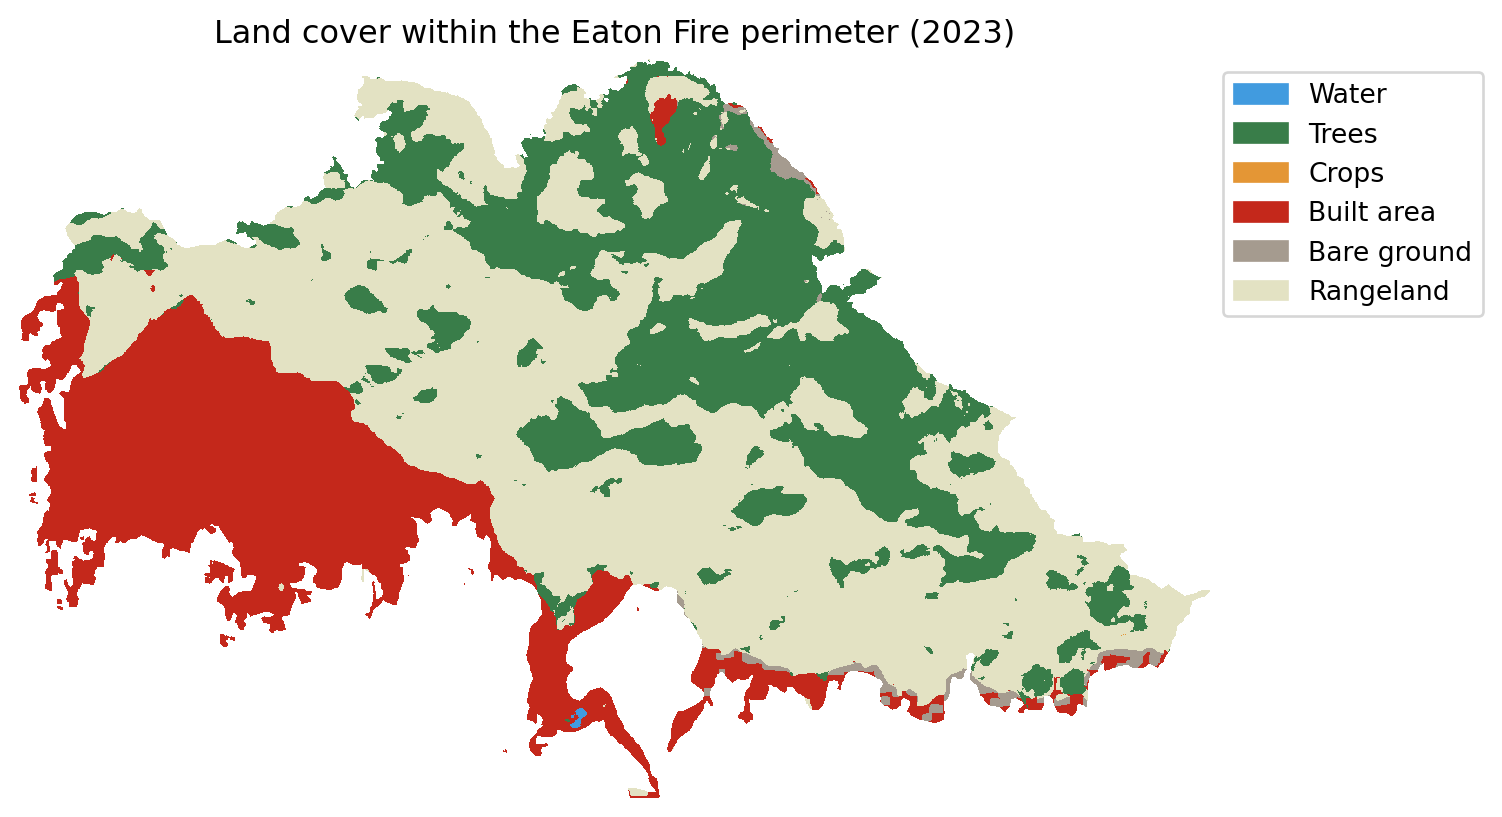 Land cover within the Eaton Fire perimeter (2023)
Water
Trees
Crops
Built area
Bare ground
Rangeland